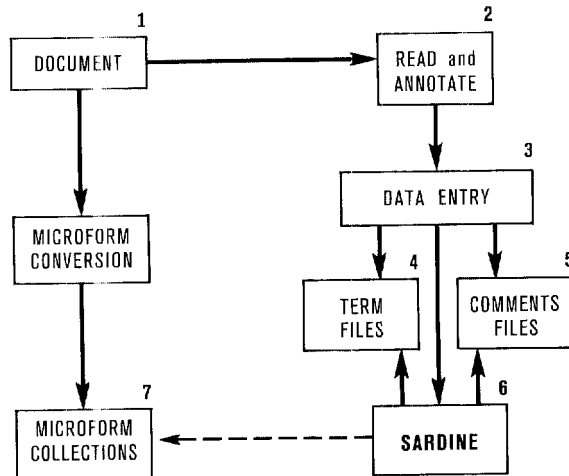 1
DOCUMENT
2
READ and
ANNOTATE
3
DATA ENTRY
MICROFORM
CONVERSION
4
TERM
FILES
5
COMMENTS
FILES
7
MICROFORM
COLLECTIONS
6
SARDINE